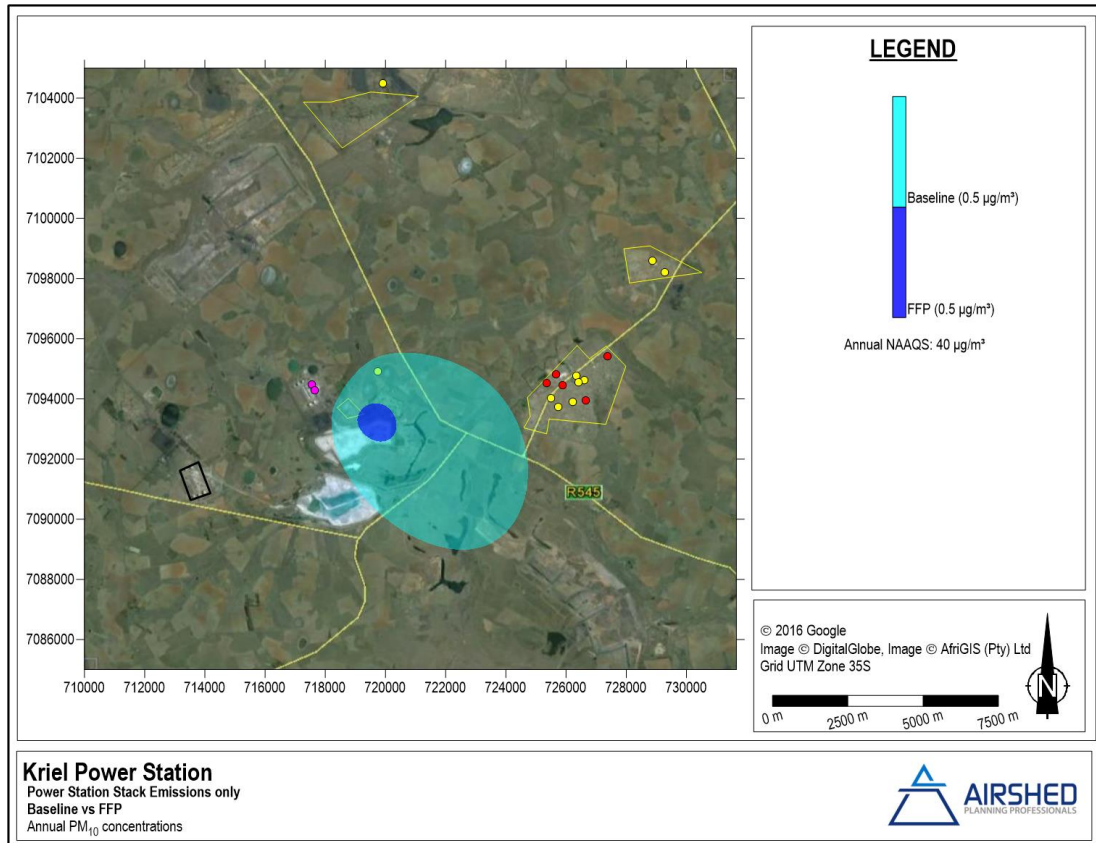 LEGEND
Baseline (0.5 µg/m³)
FFP (0.5 µg/m³)
Annual NAAQS: 40 µg/m³
7104000
7102000
7100000
7098000
7096000
7094000
7092000
7090000
7088000
7086000
710000 712000 714000 716000 718000 720000 722000 724000 726000 728000 730000
R545
© 2016 Google
Image © DigitalGlobe, Image © AfriGIS (Pty) Ltd
Grid UTM Zone 35S
0 m 2500 m 5000 m 7500 m
N
Kriel Power Station
Power Station Stack Emissions only
Baseline vs FFP
Annual PM₁₀ concentrations
AIRSHED
PLANNING PROFESSIONALS